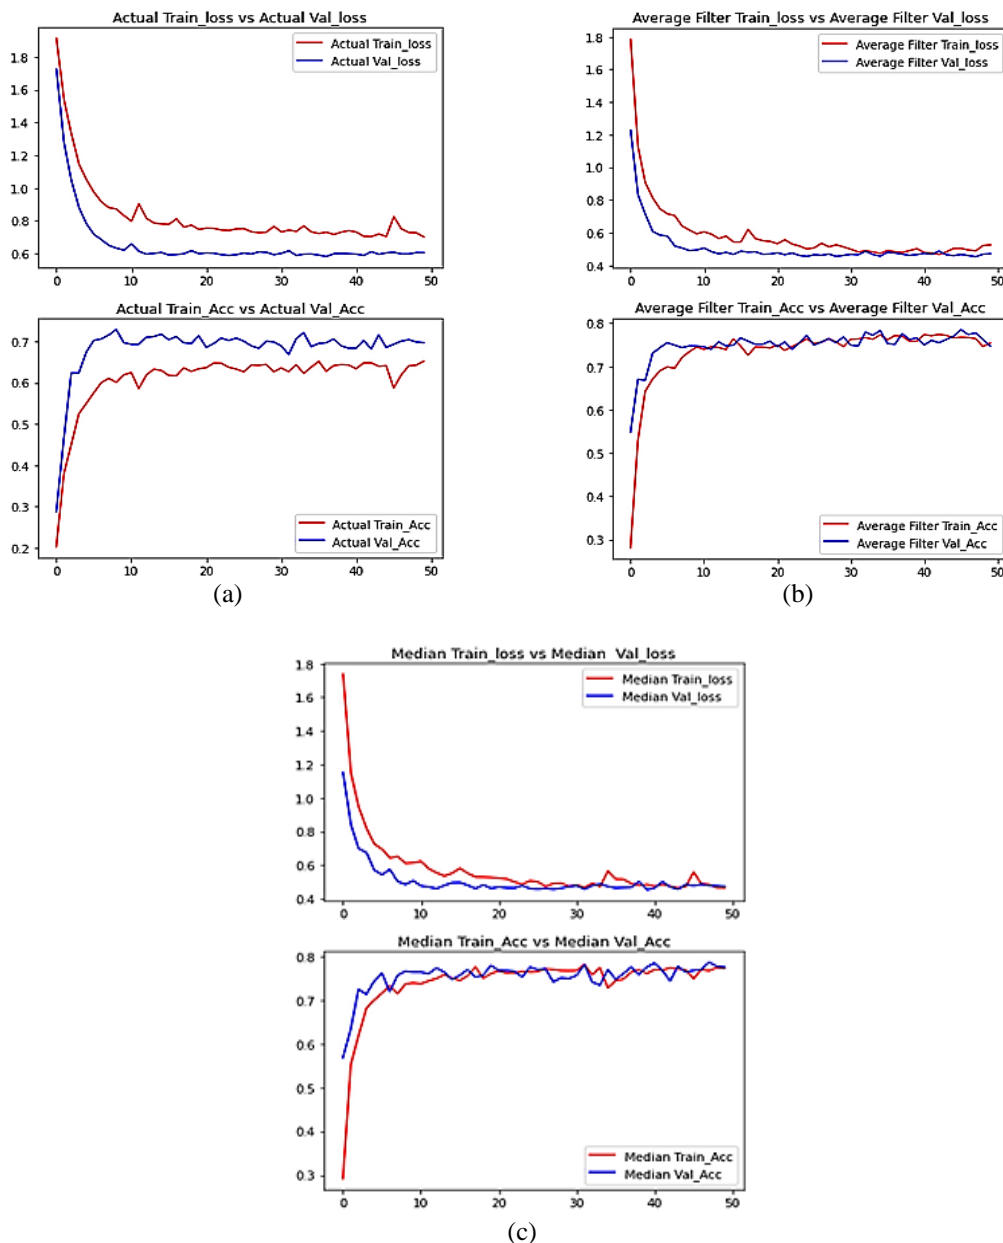 Actual Train_loss vs Actual Val_loss
Actual Train_loss
Actual Val_loss
1.8
1.6
1.4
1.2
1.0
0.8
0.6
0 10 20 30 40 50
Actual Train_Acc vs Actual Val_Acc
0.7
0.6
0.5
0.4
0.3
0.2
Actual Train_Acc
Actual Val_Acc
0 10 20 30 40 50
(a)
Average Filter Train_loss vs Average Filter Val_loss
Average Filter Train_loss
Average Filter Val_loss
1.8
1.6
1.4
1.2
1.0
0.8
0.6
0.4
0 10 20 30 40 50
Average Filter Train_Acc vs Average Filter Val_Acc
0.8
0.7
0.6
0.5
0.4
0.3
Average Filter Train_Acc
Average Filter Val_Acc
0 10 20 30 40 50
(b)
Median Train_loss vs Median Val_loss
Median Train_loss
Median Val_loss
1.8
1.6
1.4
1.2
1.0
0.8
0.6
0.4
0 10 20 30 40 50
Median Train_Acc vs Median Val_Acc
0.8
0.7
0.6
0.5
0.4
0.3
Median Train_Acc
Median Val_Acc
0 10 20 30 40 50
(c)